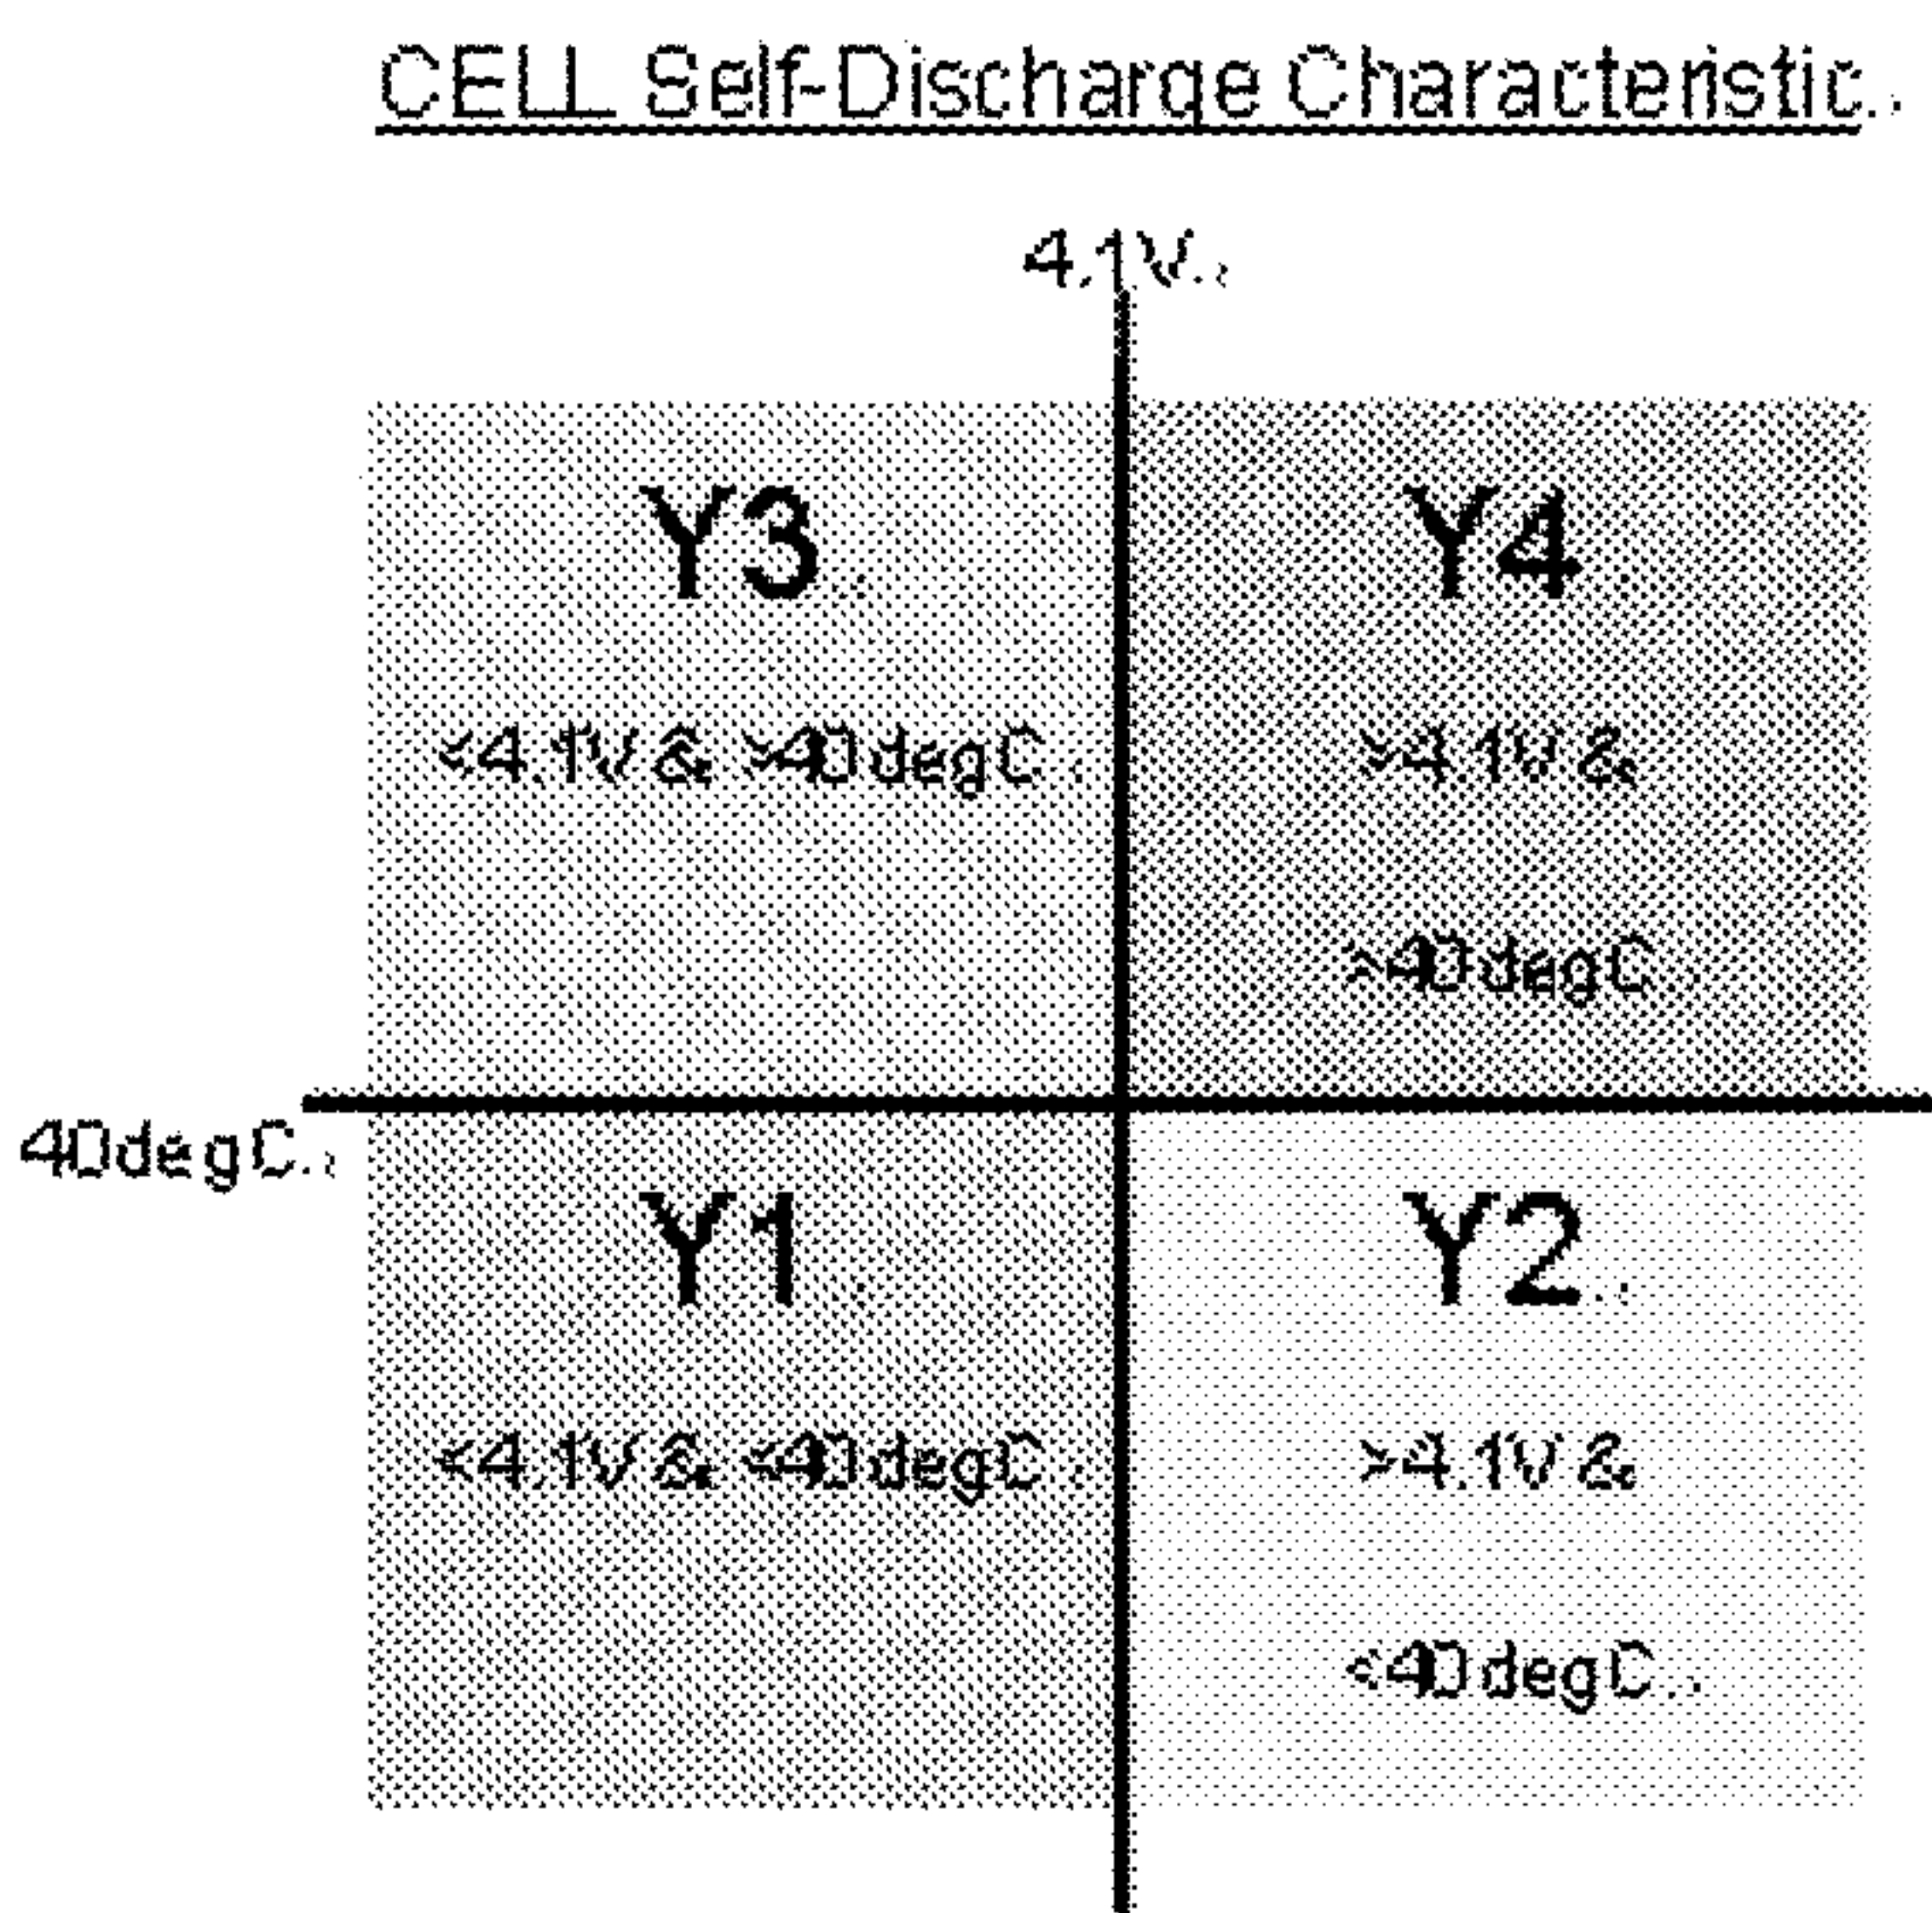 CELL Self-Discharge Characteristic
4.1V
Y3
Y4
<4.1V & >40degC
>4.1V &
>40degC
40degC
Y1
Y2
<4.1V & <40degC
>4.1V &
<40degC